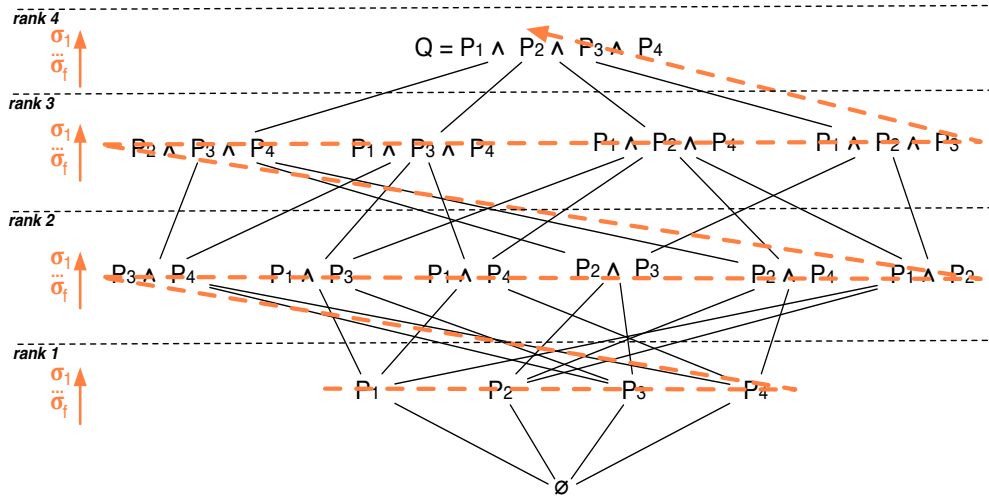 rank 4
σ1
...
σf
Q = P1 ∧ P2 ∧ P3 ∧ P4
rank 3
σ1
...
σf
P2 ∧ P3 ∧ P4 P1 ∧ P3 ∧ P4 P1 ∧ P2 ∧ P4 P1 ∧ P2 ∧ P3
rank 2
σ1
...
σf
P3 ∧ P4 P1 ∧ P3 P1 ∧ P4 P2 ∧ P3 P2 ∧ P4 P1 ∧ P2
rank 1
σ1
...
σf
P1 P2 P3 P4
∅